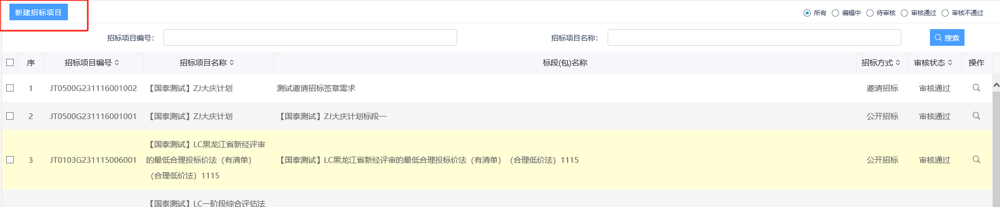 新建招标项目
所有 编辑中 待审核 审核通过 审核不通过
招标项目编号： 招标项目名称： 搜索
序 招标项目编号 招标项目名称 标段(包)名称 招标方式 审核状态 操作
1 JT0500G231116001002 【国泰测试】ZJ大庆计划 测试邀请招标签章需求 邀请招标 审核通过
2 JT0500G231116001001 【国泰测试】ZJ大庆计划 【国泰测试】ZJ大庆计划标段一 公开招标 审核通过
【国泰测试】LC黑龙江省新经评审
3 JT0103G231115006001 的最低合理投标价法（有清单） 【国泰测试】LC黑龙江省新经评审的最低合理投标价法（有清单）（合理低价法）1115 公开招标 审核通过
（合理低价法）1115
【国泰测试】LC一阶段综合评估法